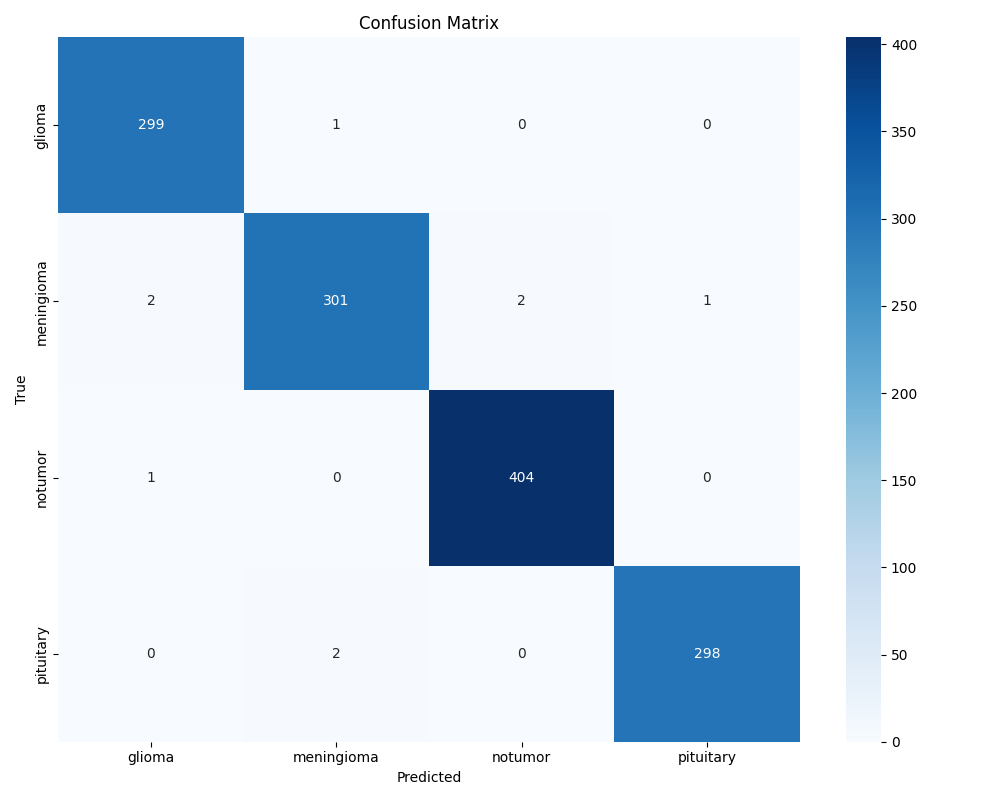 Confusion Matrix
glioma
299
1
0
0
meningioma
2
301
2
1
notumor
1
0
404
0
pituitary
0
2
0
298
True
glioma
meningioma
notumor
pituitary
Predicted
400
350
300
250
200
150
100
50
0